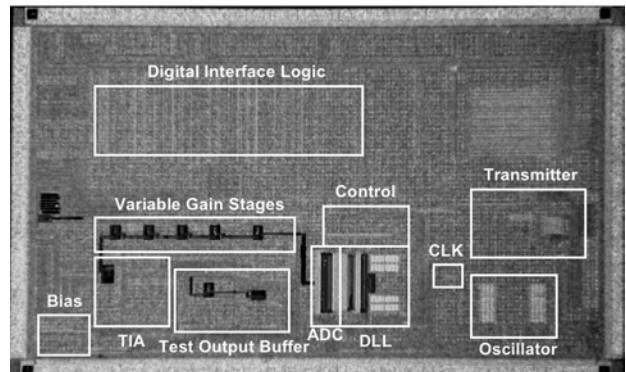 Digital Interface Logic
Transmitter
Control
Variable Gain Stages
CLK
Bias
TIA
Test Output Buffer
ADC
DLL
Oscillator